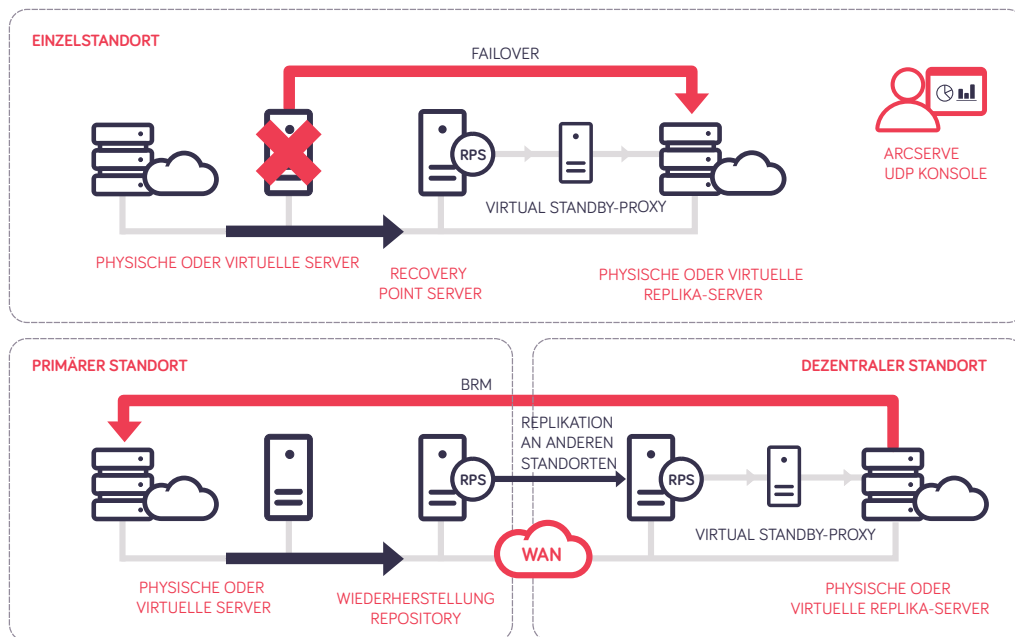 EINZELSTANDORT
FAILOVER
RPS
VIRTUAL STANDBY-PROXY
ARCSERVE
UDP KONSOLE
PHYSISCHE ODER VIRTUELLE SERVER
RECOVERY
POINT SERVER
PHYSISCHE ODER VIRTUELLE
REPLIKA-SERVER
PRIMÄRER STANDORT
DEZENTRALER STANDORT
BRM
REPLIKATION
AN ANDEREN
STANDORTEN
RPS
RPS
VIRTUAL STANDBY-PROXY
WAN
PHYSISCHE ODER
VIRTUELLE SERVER
WIEDERHERSTELLUNG
REPOSITORY
PHYSISCHE ODER
VIRTUELLE REPLIKA-SERVER